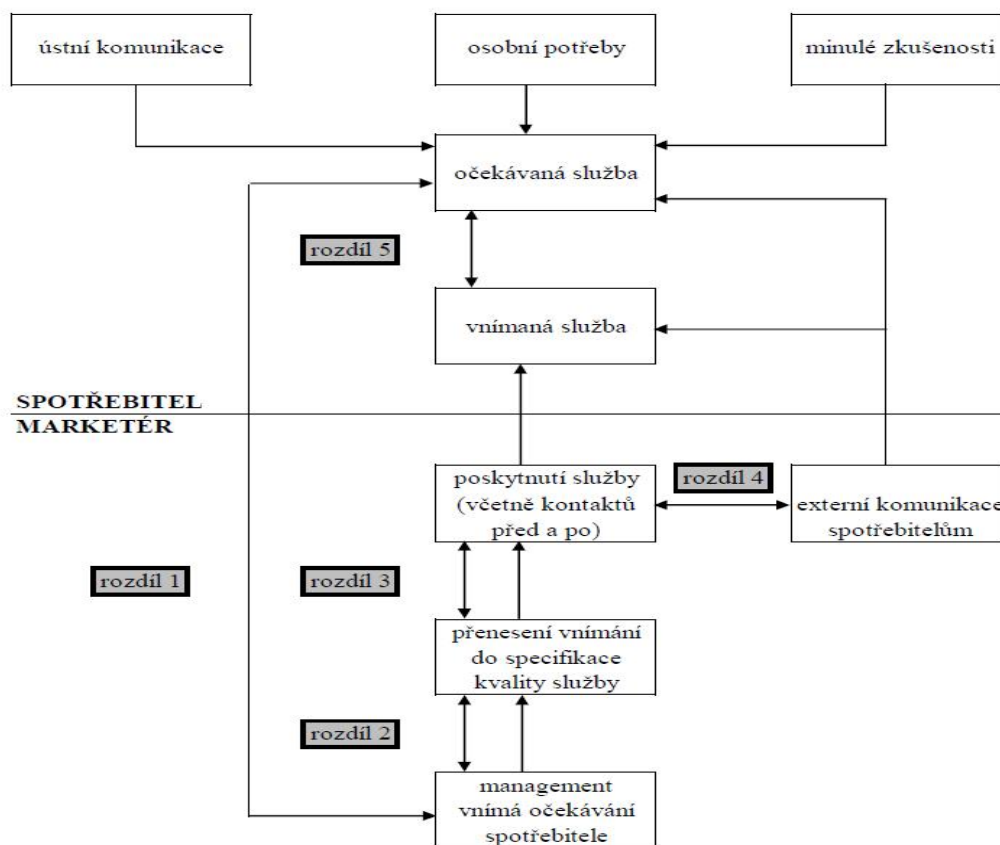 ústní komunikace
osobní potřeby
minulé zkušenosti
očekávaná služba
rozdíl 5
vnímaná služba
SPOTŘEBITEL
MARKETÉR
poskytnutí služby
(včetně kontaktů
před a po)
rozdíl 4
externí komunikace
spotřebitelům
rozdíl 1
rozdíl 3
přenesení vnímání
do specifikace
kvality služby
rozdíl 2
management
vnímá očekávání
spotřebitele